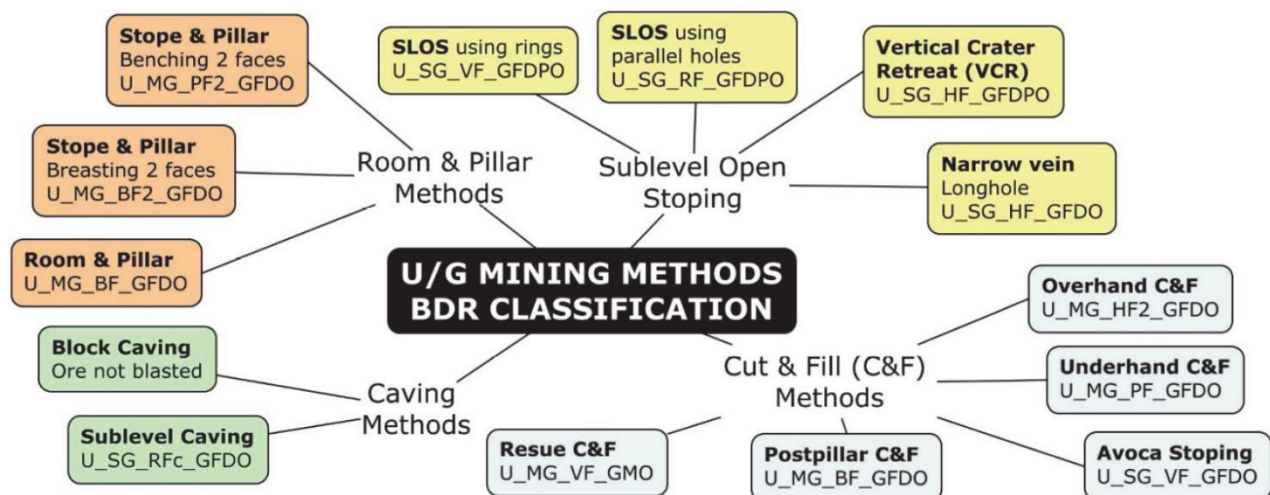 Stope & Pillar
Benching 2 faces
U_MG_PF2_GFDO
SLOS using rings
U_SG_VF_GFDPO
SLOS using
parallel holes
U_SG_RF_GFDPO
Vertical Crater
Retreat (VCR)
U_SG_HF_GFDPO
Stope & Pillar
Breasting 2 faces
U_MG_BF2_GFDO
Room & Pillar
Methods
Sublevel Open
Stoping
Narrow vein
Longhole
U_SG_HF_GFDO
Room & Pillar
U_MG_BF_GFDO
U/G MINING METHODS
BDR CLASSIFICATION
Overhand C&F
U_MG_HF2_GFDO
Block Caving
Ore not blasted
Caving
Methods
Cut & Fill (C&F)
Methods
Underhand C&F
U_MG_PF_GFDO
Sublevel Caving
U_SG_RFc_GFDO
Resue C&F
U_MG_VF_GMO
Postpillar C&F
U_MG_BF_GFDO
Avoca Stoping
U_SG_VF_GFDO